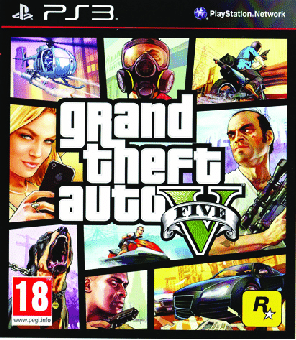 PS3
PlayStation Network
grand
theft
auto
V
FIVE
18
www.pegi.info
R